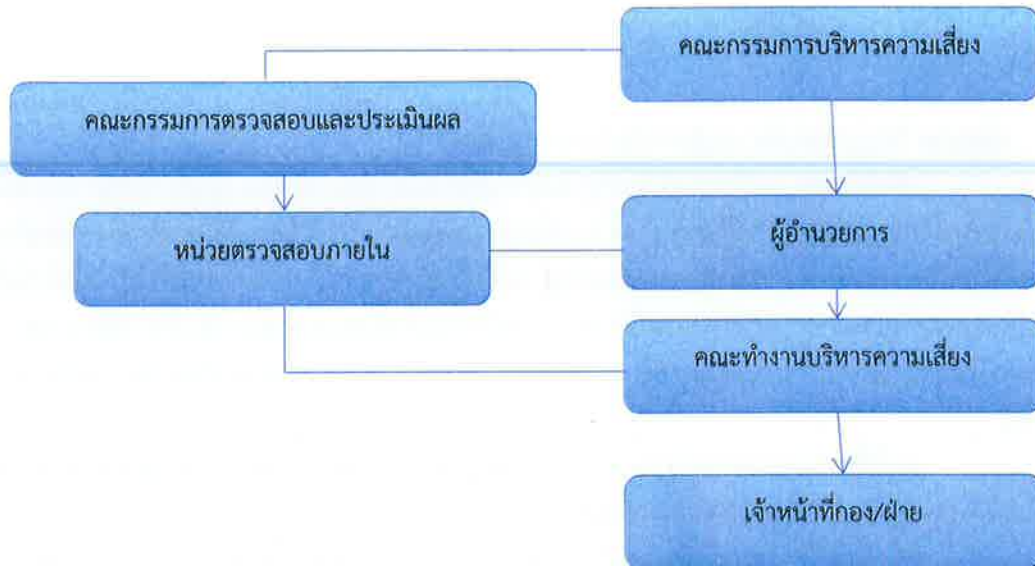 คณะกรรมการบริหารความเสี่ยง
คณะกรรมการตรวจสอบและประเมินผล
หน่วยตรวจสอบภายใน
ผู้อำนวยการ
คณะทำงานบริหารความเสี่ยง
เจ้าหน้าที่กอง/ฝ่าย